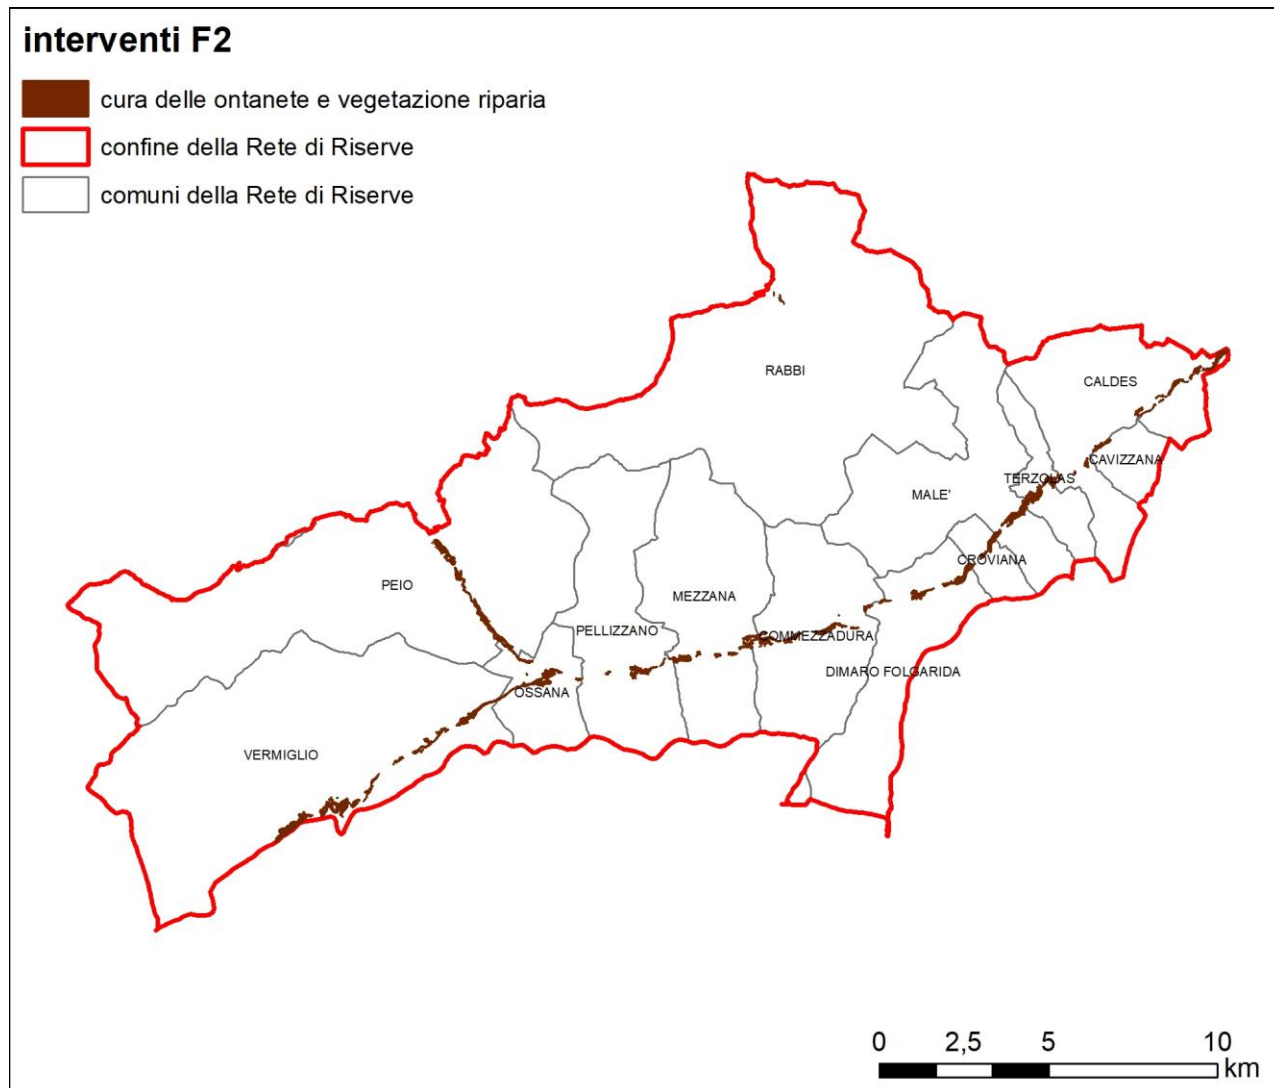 interventi F2
cura delle ontanete e vegetazione riparia
confine della Rete di Riserve
comuni della Rete di Riserve
RABBI
CALDES
CAVIZZANA
TERZOLAS
MALE'
CROVIANA
PEIO
MEZZANA
PELLIZZANO
COMMEZZADURA
DIMARO FOLGARIDA
OSSANA
VERMIGLIO
0 2,5 5 10
km